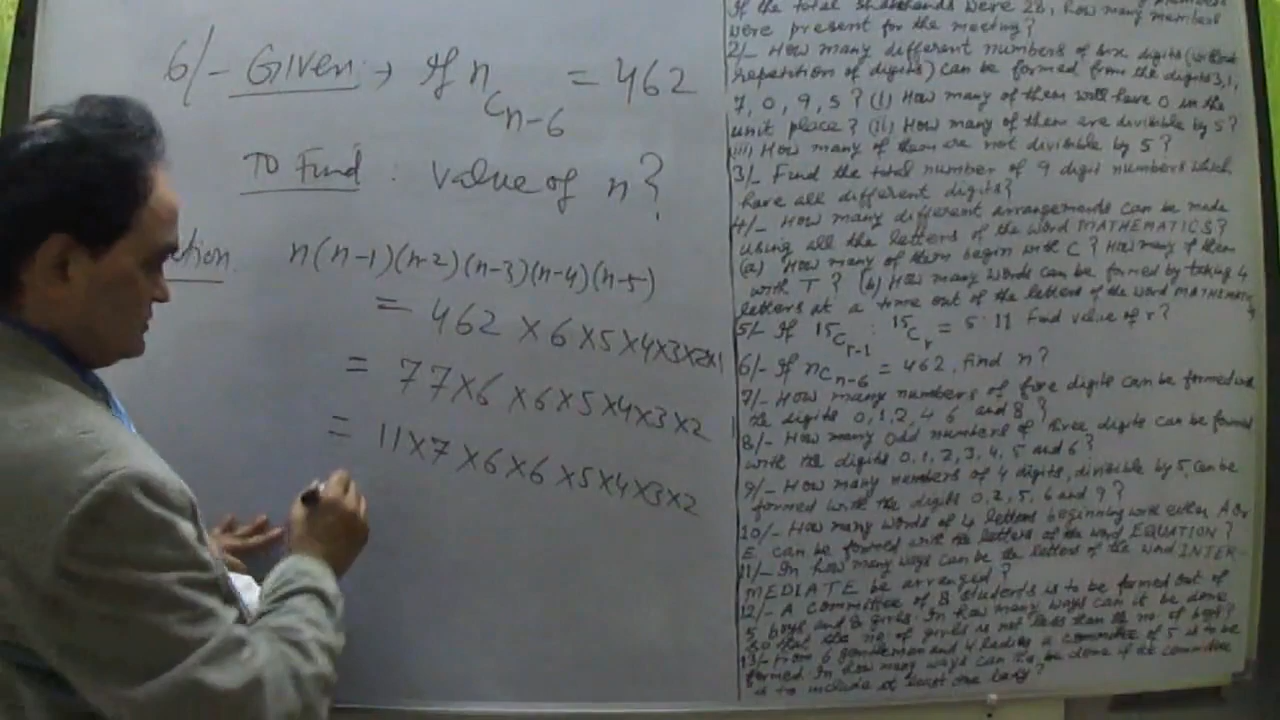 6/- Given → If nCn-6 = 462
To Find : Value of n?
n(n-1)(n-2)(n-3)(n-4)(n-5)
= 462×6×5×4×3×2×1
= 77×6×6×5×4×3×2
= 11×7×6×6×5×4×3×2
If the total were 28, how many members
were present for the meeting?
2/- How many different numbers of six digits (without
repetition of digits) can be formed from the digits 3,1,
7, 0, 9, 5? (i) How many of them will have 0 in the
unit place? (ii) How many of them are divisible by 5?
(iii) How many of them are not divisible by 5?
3/- Find the total number of 9 digit numbers which
have all different digits?
4/- How many different arrangements can be made
using all the letters of the word MATHEMATICS?
(a) How many of them begin with C? How many of them
with T? (b) How many words can be formed by taking 4
letters at a time out of the letters of the word MATHEMATIC
5/- If 15Cr-1 : 15Cr = 5:11 Find value of r?
6/- If nCn-6 = 462, find n?
7/- How many numbers of five digits can be formed with
the digits 0,1,2, 4 6 and 8?
8/- How many odd numbers of five digits can be formed
with the digits 0,1,2,3,4,5 and 6?
9/- How many numbers of 4 digits, divisible by 5, can be
formed with the digits 0,2,5,6 and 9?
10/- How many words of 4 letters beginning with either A or
E can be formed with the letters of the word EQUATION?
11/- In how many ways can be the letters of the word INTER-
MEDIATE be arranged?
12/- A committee of 8 students is to be formed out of
5 boys and 8 girls. In how many ways can it be done
so that the no. of girls is not less than the no. of boys?
13/- From 6 gentlemen and 4 ladies a committee of 5 is to be
formed. In how many ways can be done if the committee
is to include at least one lady?